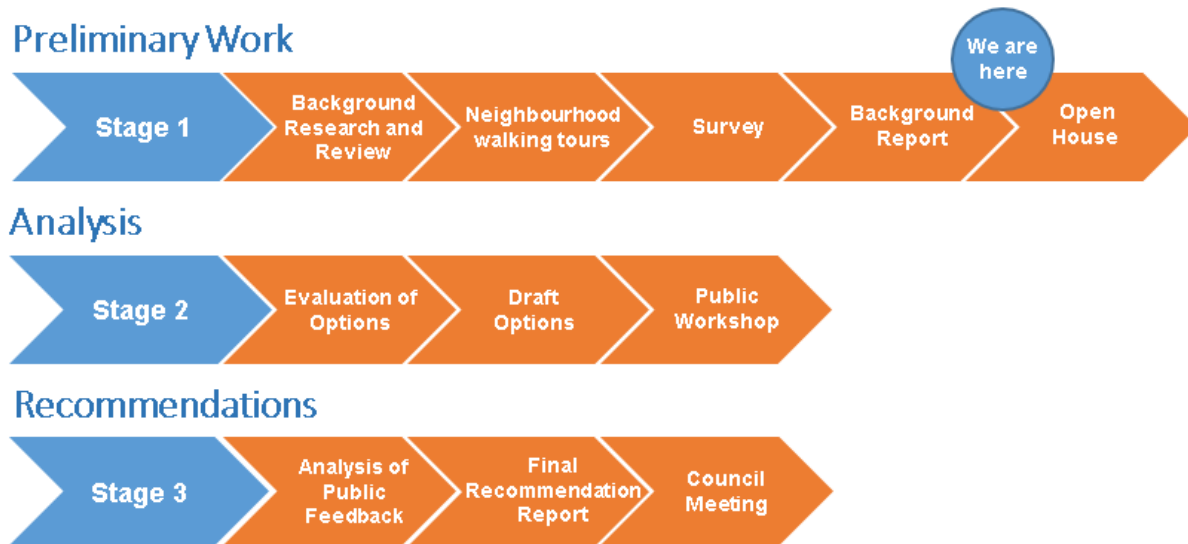 Preliminary Work
We are
here
Stage 1
Background
Research and
Review
Neighbourhood
walking tours
Survey
Background
Report
Open
House
Analysis
Stage 2
Evaluation of
Options
Draft
Options
Public
Workshop
Recommendations
Stage 3
Analysis of
Public
Feedback
Final
Recommendation
Report
Council
Meeting